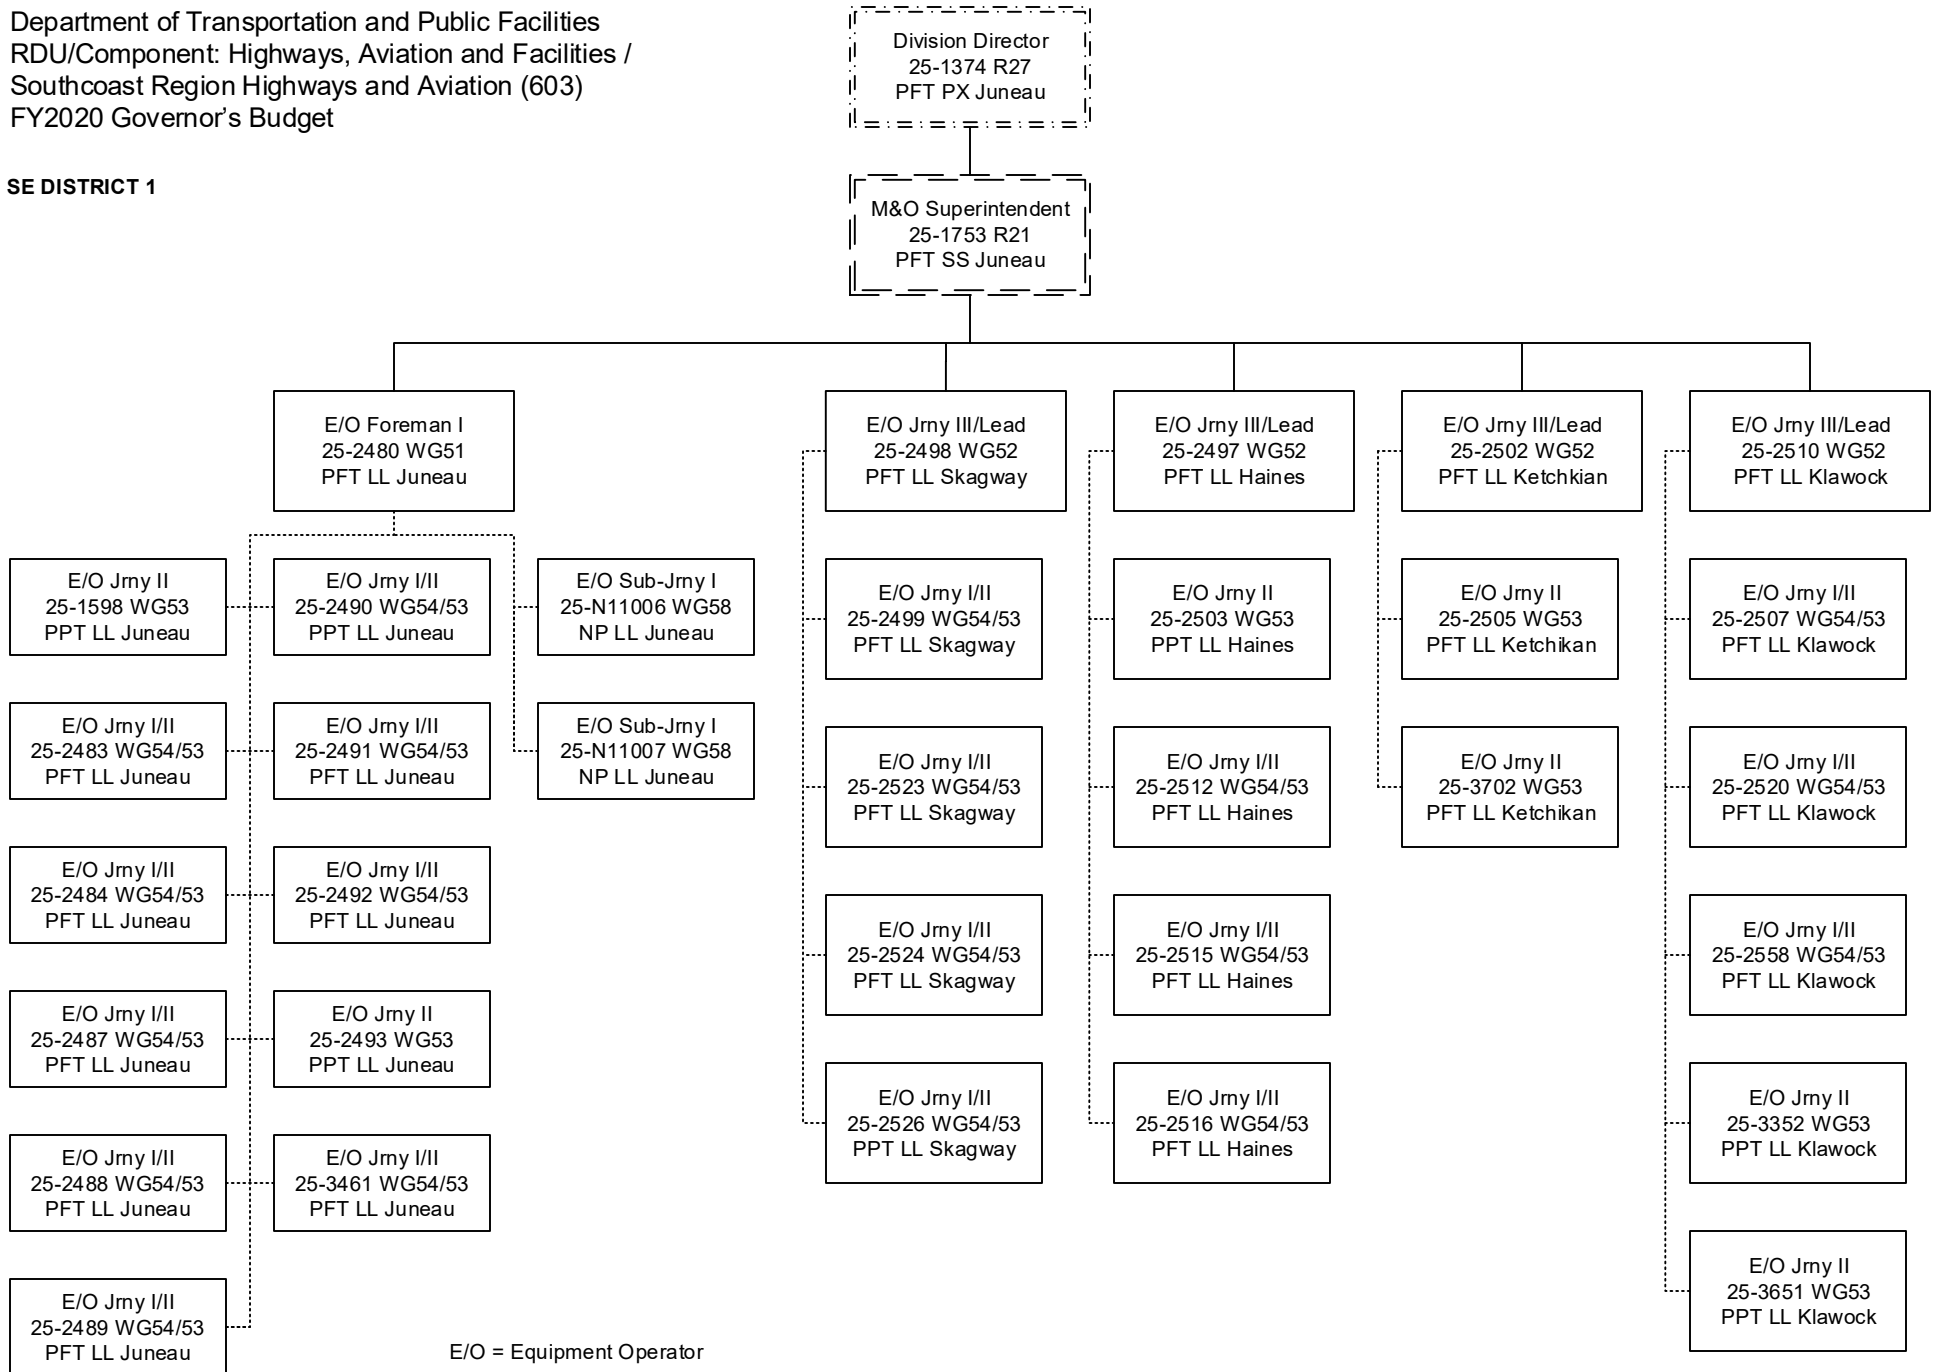 Department of Transportation and Public Facilities
RDU/Component: Highways, Aviation and Facilities /
Southcoast Region Highways and Aviation (603)
FY2020 Governor's Budget
SE DISTRICT 1
Division Director
25-1374 R27
PFT PX Juneau
M&O Superintendent
25-1753 R21
PFT SS Juneau
E/O Foreman I
25-2480 WG51
PFT LL Juneau
E/O Jrny III/Lead
25-2498 WG52
PFT LL Skagway
E/O Jrny III/Lead
25-2497 WG52
PFT LL Haines
E/O Jrny III/Lead
25-2502 WG52
PFT LL Ketchkian
E/O Jrny III/Lead
25-2510 WG52
PFT LL Klawock
E/O Jrny II
25-1598 WG53
PPT LL Juneau
E/O Jrny I/II
25-2490 WG54/53
PPT LL Juneau
E/O Sub-Jrny I
25-N11006 WG58
NP LL Juneau
E/O Jrny I/II
25-2483 WG54/53
PFT LL Juneau
E/O Jrny I/II
25-2491 WG54/53
PFT LL Juneau
E/O Sub-Jrny I
25-N11007 WG58
NP LL Juneau
E/O Jrny I/II
25-2484 WG54/53
PFT LL Juneau
E/O Jrny I/II
25-2492 WG54/53
PFT LL Juneau
E/O Jrny I/II
25-2487 WG54/53
PFT LL Juneau
E/O Jrny II
25-2493 WG53
PPT LL Juneau
E/O Jrny I/II
25-2488 WG54/53
PFT LL Juneau
E/O Jrny I/II
25-3461 WG54/53
PFT LL Juneau
E/O Jrny I/II
25-2489 WG54/53
PFT LL Juneau
E/O Jrny I/II
25-2499 WG54/53
PFT LL Skagway
E/O Jrny I/II
25-2523 WG54/53
PFT LL Skagway
E/O Jrny I/II
25-2524 WG54/53
PFT LL Skagway
E/O Jrny I/II
25-2526 WG54/53
PPT LL Skagway
E/O Jrny II
25-2503 WG53
PPT LL Haines
E/O Jrny I/II
25-2512 WG54/53
PFT LL Haines
E/O Jrny I/II
25-2515 WG54/53
PFT LL Haines
E/O Jrny I/II
25-2516 WG54/53
PFT LL Haines
E/O Jrny II
25-2505 WG53
PFT LL Ketchikan
E/O Jrny II
25-3702 WG53
PFT LL Ketchikan
E/O Jrny I/II
25-2507 WG54/53
PFT LL Klawock
E/O Jrny I/II
25-2520 WG54/53
PFT LL Klawock
E/O Jrny I/II
25-2558 WG54/53
PFT LL Klawock
E/O Jrny II
25-3352 WG53
PPT LL Klawock
E/O Jrny II
25-3651 WG53
PPT LL Klawock
E/O = Equipment Operator